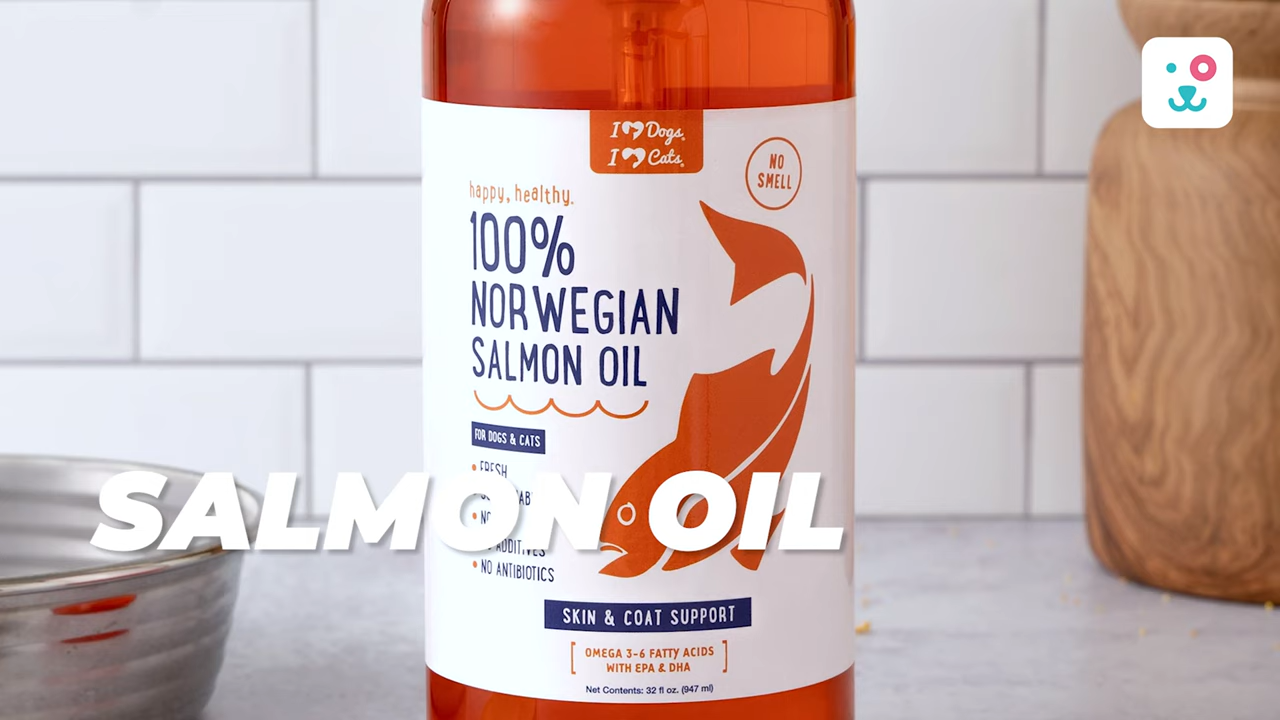 I Dogs®
I Cats®
NO
SMELL
happy, healthy.
100%
NORWEGIAN
SALMON OIL
FOR DOGS & CATS
• FRESH
• NO ANTIBIOTICS
SALMON OIL
SKIN & COAT SUPPORT
OMEGA 3-6 FATTY ACIDS
WITH EPA & DHA
Net Contents: 32 fl oz. (947 ml)